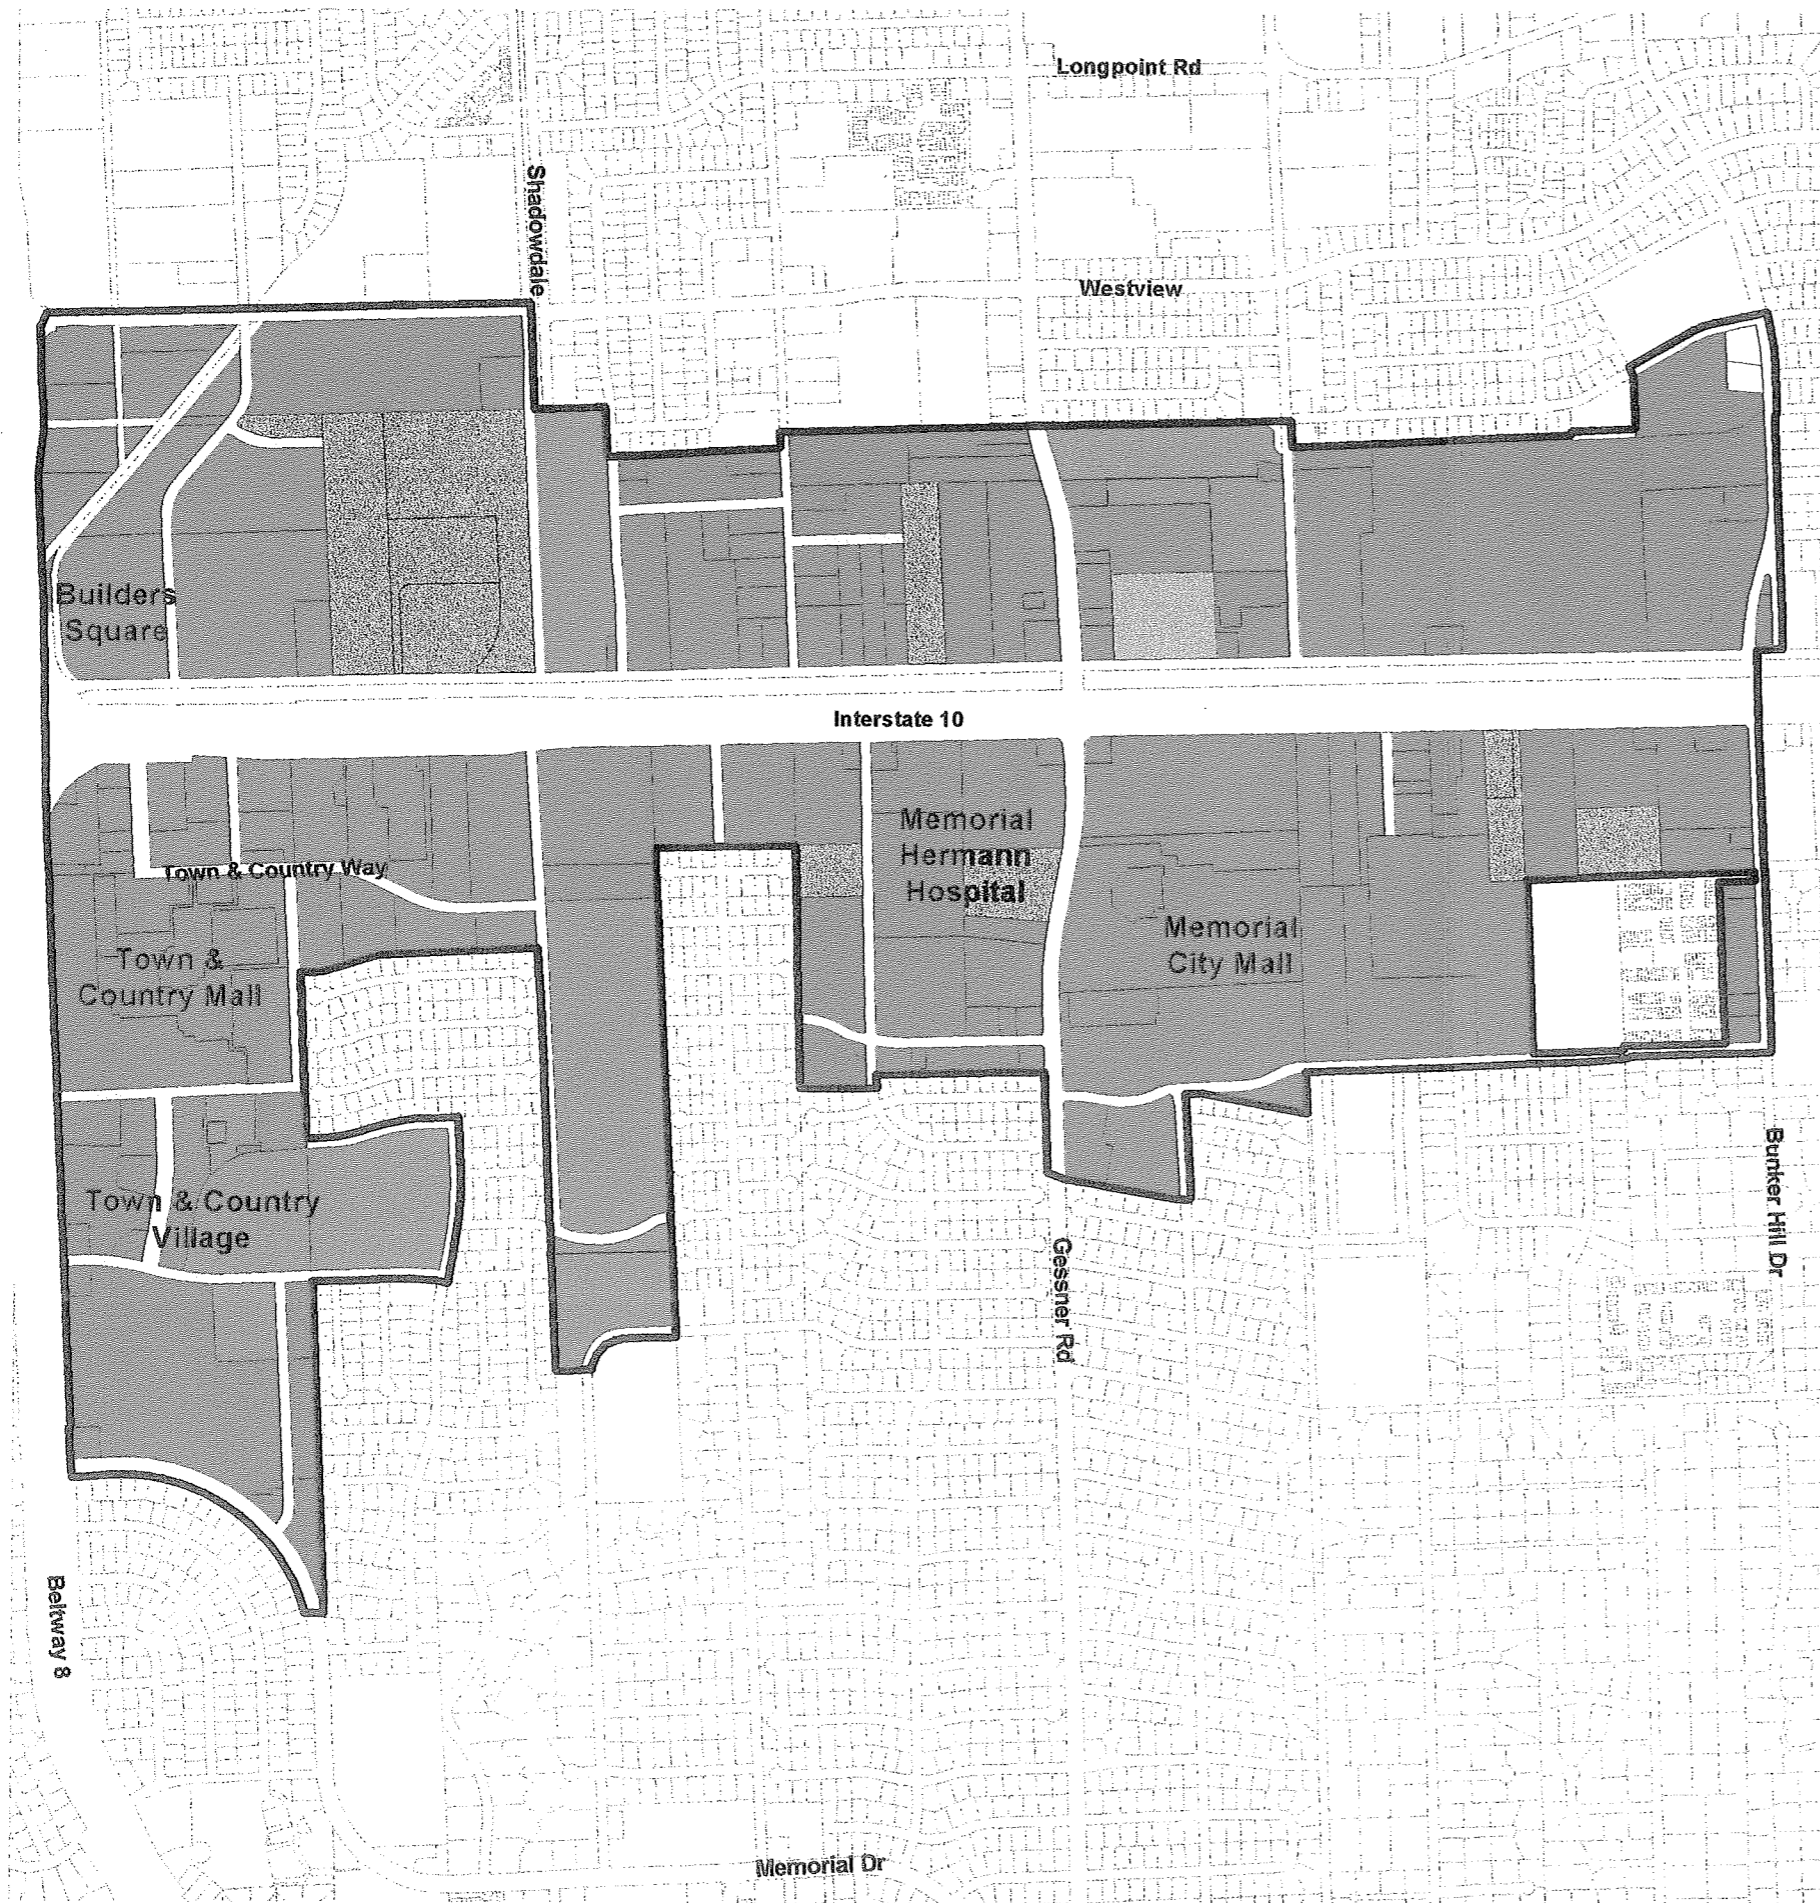 Longpoint Rd
Shadowdale
Westview
Builders
Square
Interstate 10
Memorial
Hermann
Hospital
Town & Country Way
Memorial
City Mall
Town &
Country Mall
Town & Country
Village
Bunker Hill Dr
Gessner Rd
Beltway 8
Memorial Dr